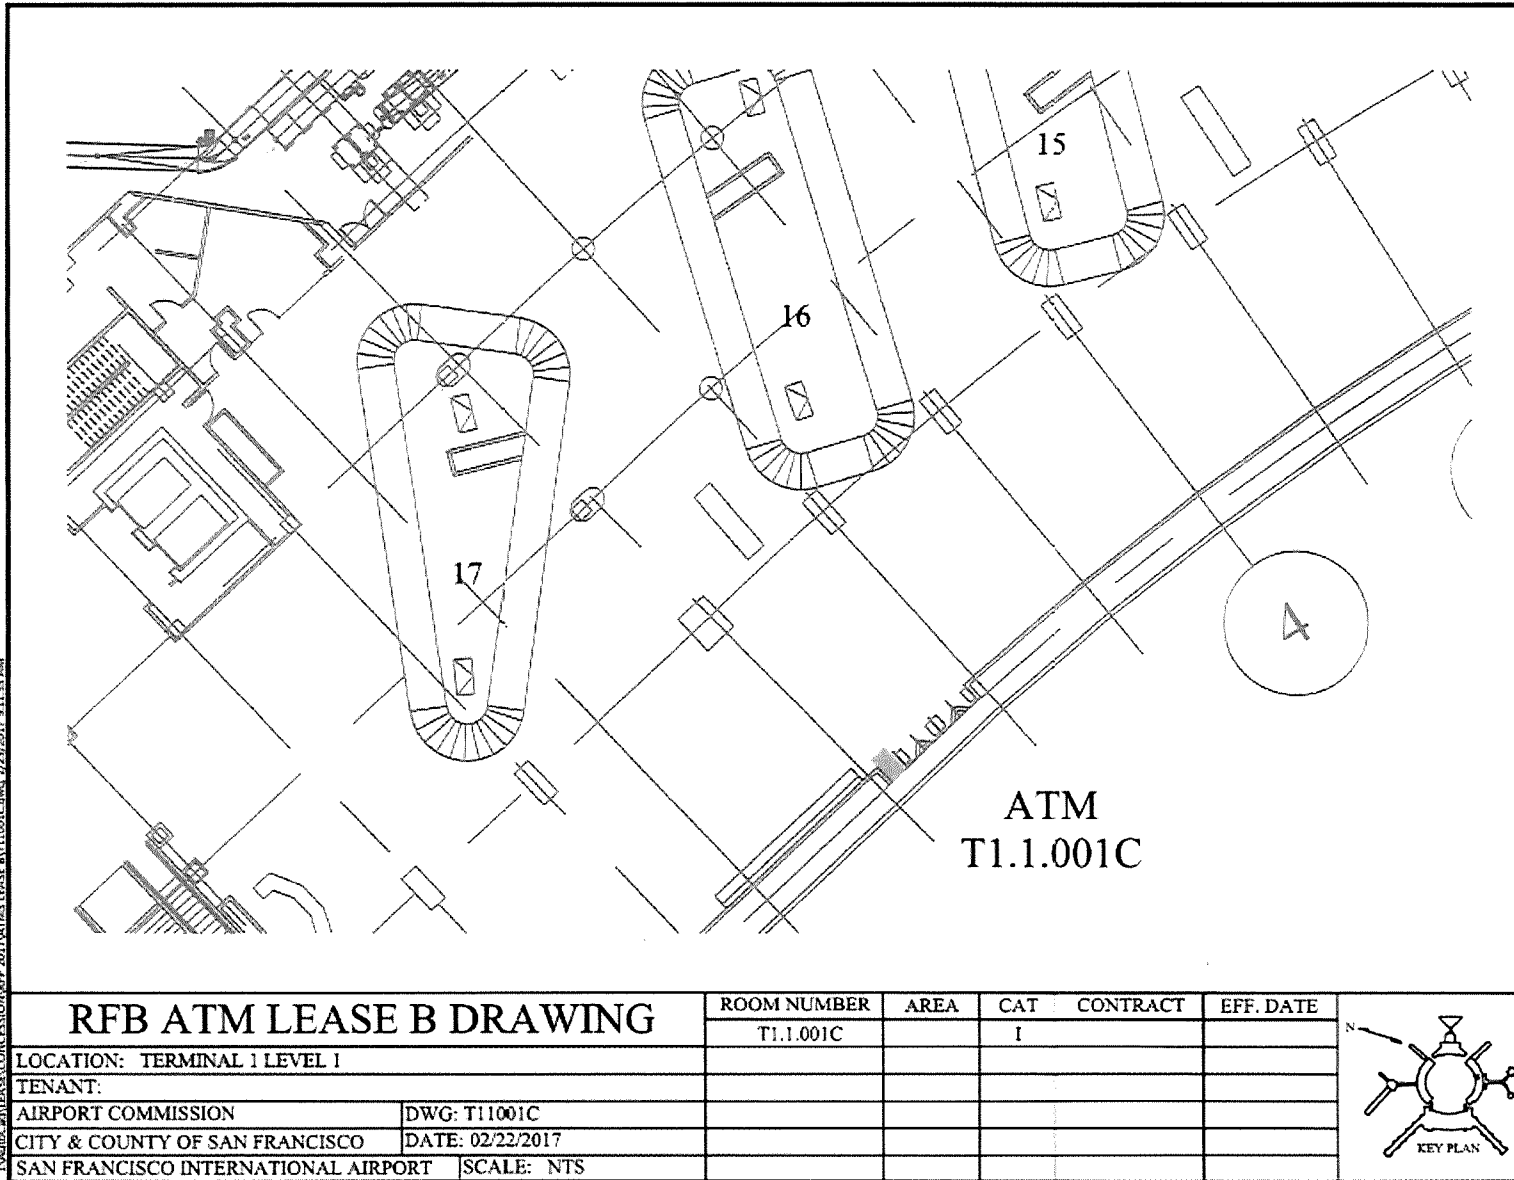 15
16
17
4
ATM
T1.1.001C
RFB ATM LEASE B DRAWING
ROOM NUMBER AREA CAT CONTRACT EFF. DATE
T1.1.001C I
LOCATION: TERMINAL 1 LEVEL 1
TENANT:
AIRPORT COMMISSION DWG: T11001C
CITY & COUNTY OF SAN FRANCISCO DATE: 02/22/2017
SAN FRANCISCO INTERNATIONAL AIRPORT SCALE: NTS
N
KEY PLAN